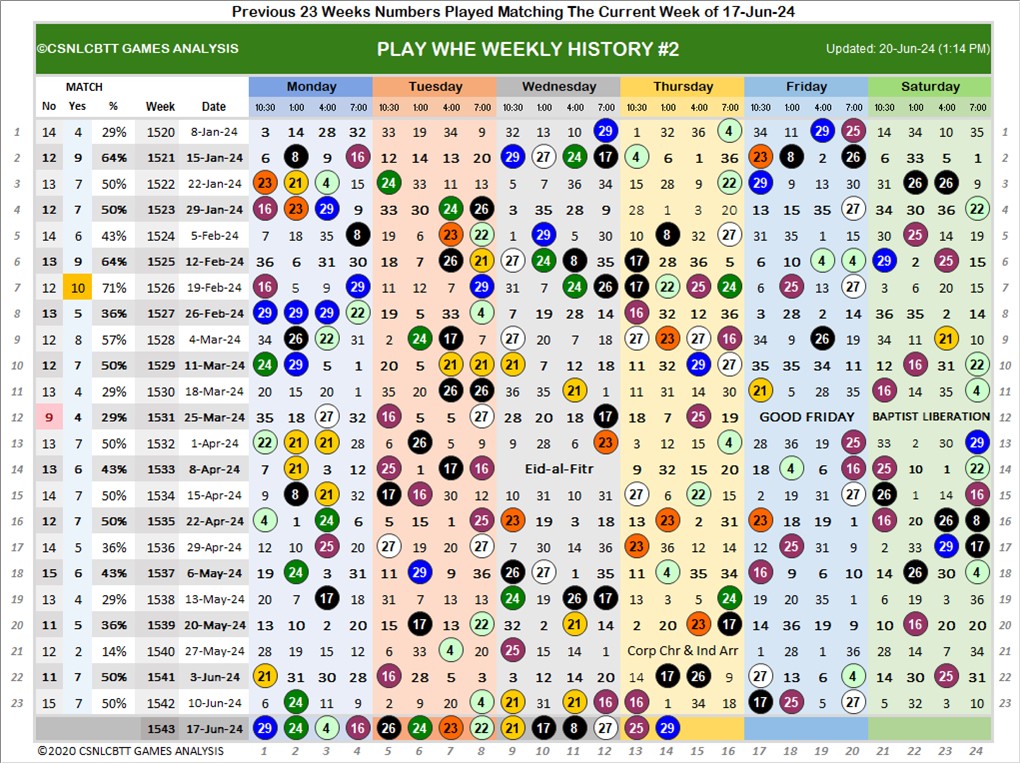 Previous 23 Weeks Numbers Played Matching The Current Week of 17-Jun-24
©CSNLCBTT GAMES ANALYSIS PLAY WHE WEEKLY HISTORY #2 Updated: 20-Jun-24 (1:14 PM)
MATCH Monday Tuesday Wednesday Thursday Friday Saturday
No Yes % Week Date 10:30 1:00 4:00 7:00 10:30 1:00 4:00 7:00 10:30 1:00 4:00 7:00 10:30 1:00 4:00 7:00 10:30 1:00 4:00 7:00 10:30 1:00 4:00 7:00
1 14 4 29% 1520 8-Jan-24 3 14 28 32 33 19 34 9 32 13 10 29 1 32 36 4 34 11 29 25 14 34 10 35 1
2 12 9 64% 1521 15-Jan-24 6 8 9 16 12 14 13 20 29 27 24 17 4 6 1 36 23 8 2 26 6 33 5 1 2
3 13 7 50% 1522 22-Jan-24 23 21 4 15 24 33 11 13 5 7 36 34 15 28 9 22 29 9 13 30 31 26 23 9 3
4 12 7 50% 1523 29-Jan-24 16 23 29 9 33 30 24 26 3 35 28 9 28 1 3 20 13 15 35 27 34 30 36 22 4
5 14 6 43% 1524 5-Feb-24 7 18 35 8 19 6 23 22 1 29 5 30 10 8 32 27 31 35 1 15 30 25 14 19 5
6 13 9 64% 1525 12-Feb-24 36 6 31 30 18 7 26 21 27 24 8 35 17 28 36 5 6 10 4 4 29 2 25 15 6
7 12 10 71% 1526 19-Feb-24 16 5 9 29 11 12 7 29 31 7 24 26 17 22 25 24 6 25 13 27 3 6 20 15 7
8 13 5 36% 1527 26-Feb-24 29 29 29 22 19 5 33 4 7 19 28 14 16 32 12 36 3 28 2 14 36 35 2 14 8
9 12 8 57% 1528 4-Mar-24 34 26 22 31 2 24 17 7 27 20 7 18 27 23 27 16 34 9 26 19 34 11 21 10 9
10 12 7 50% 1529 11-Mar-24 24 29 5 1 20 5 21 21 21 7 12 18 11 32 29 27 35 35 34 11 12 16 31 22 10
11 14 4 29% 1530 18-Mar-24 20 15 20 1 35 20 26 26 36 35 21 1 11 31 14 30 21 5 28 35 16 14 35 4 11
12 9 4 29% 1531 25-Mar-24 35 18 27 32 16 5 5 27 28 20 18 17 18 7 25 19 GOOD FRIDAY BAPTIST LIBERATION 12
13 13 7 50% 1532 1-Apr-24 22 21 21 28 6 26 5 9 9 28 6 23 3 12 15 4 28 36 19 25 33 2 30 29 13
14 13 6 43% 1533 8-Apr-24 7 21 3 12 25 1 17 16 Eid-al-Fitr 9 32 15 20 18 4 6 16 25 10 1 22 14
15 14 7 50% 1534 15-Apr-24 9 8 21 32 17 16 30 12 10 31 10 31 27 6 22 15 2 19 31 27 26 1 14 16 15
16 12 7 50% 1535 22-Apr-24 4 1 24 6 5 15 1 25 23 19 3 18 13 23 2 31 23 18 19 1 16 20 26 8 16
17 14 5 36% 1536 29-Apr-24 12 10 25 20 27 19 20 27 7 30 14 36 23 36 12 14 12 25 31 9 2 33 29 17 17
18 15 6 43% 1537 6-May-24 19 24 3 31 11 29 9 36 26 27 1 35 11 4 35 34 16 9 6 10 14 26 30 4 18
19 13 4 29% 1538 13-May-24 20 7 17 31 7 13 13 24 19 26 17 13 3 5 24 19 20 35 1 6 19 3 36 19
20 11 5 36% 1539 20-May-24 13 10 2 20 15 17 13 22 32 2 21 14 2 20 23 17 14 36 19 9 10 16 20 20 20
21 12 2 14% 1540 27-May-24 28 19 15 12 6 33 4 20 25 15 14 1 Corp Chr & Ind Arr 1 28 1 36 28 14 7 34 21
22 11 7 50% 1541 3-Jun-24 21 31 30 28 16 28 5 3 3 12 14 20 14 17 26 9 27 13 6 4 14 30 25 31 22
23 15 7 50% 1542 10-Jun-24 6 24 11 9 2 9 20 4 21 31 21 16 16 1 34 18 17 25 5 27 5 32 3 10 23
1543 17-Jun-24 29 24 4 16 26 24 23 22 21 17 8 27 25 29
©2020 CSNLCBTT GAMES ANALYSIS 1 2 3 4 5 6 7 8 9 10 11 12 13 14 15 16 17 18 19 20 21 22 23 24